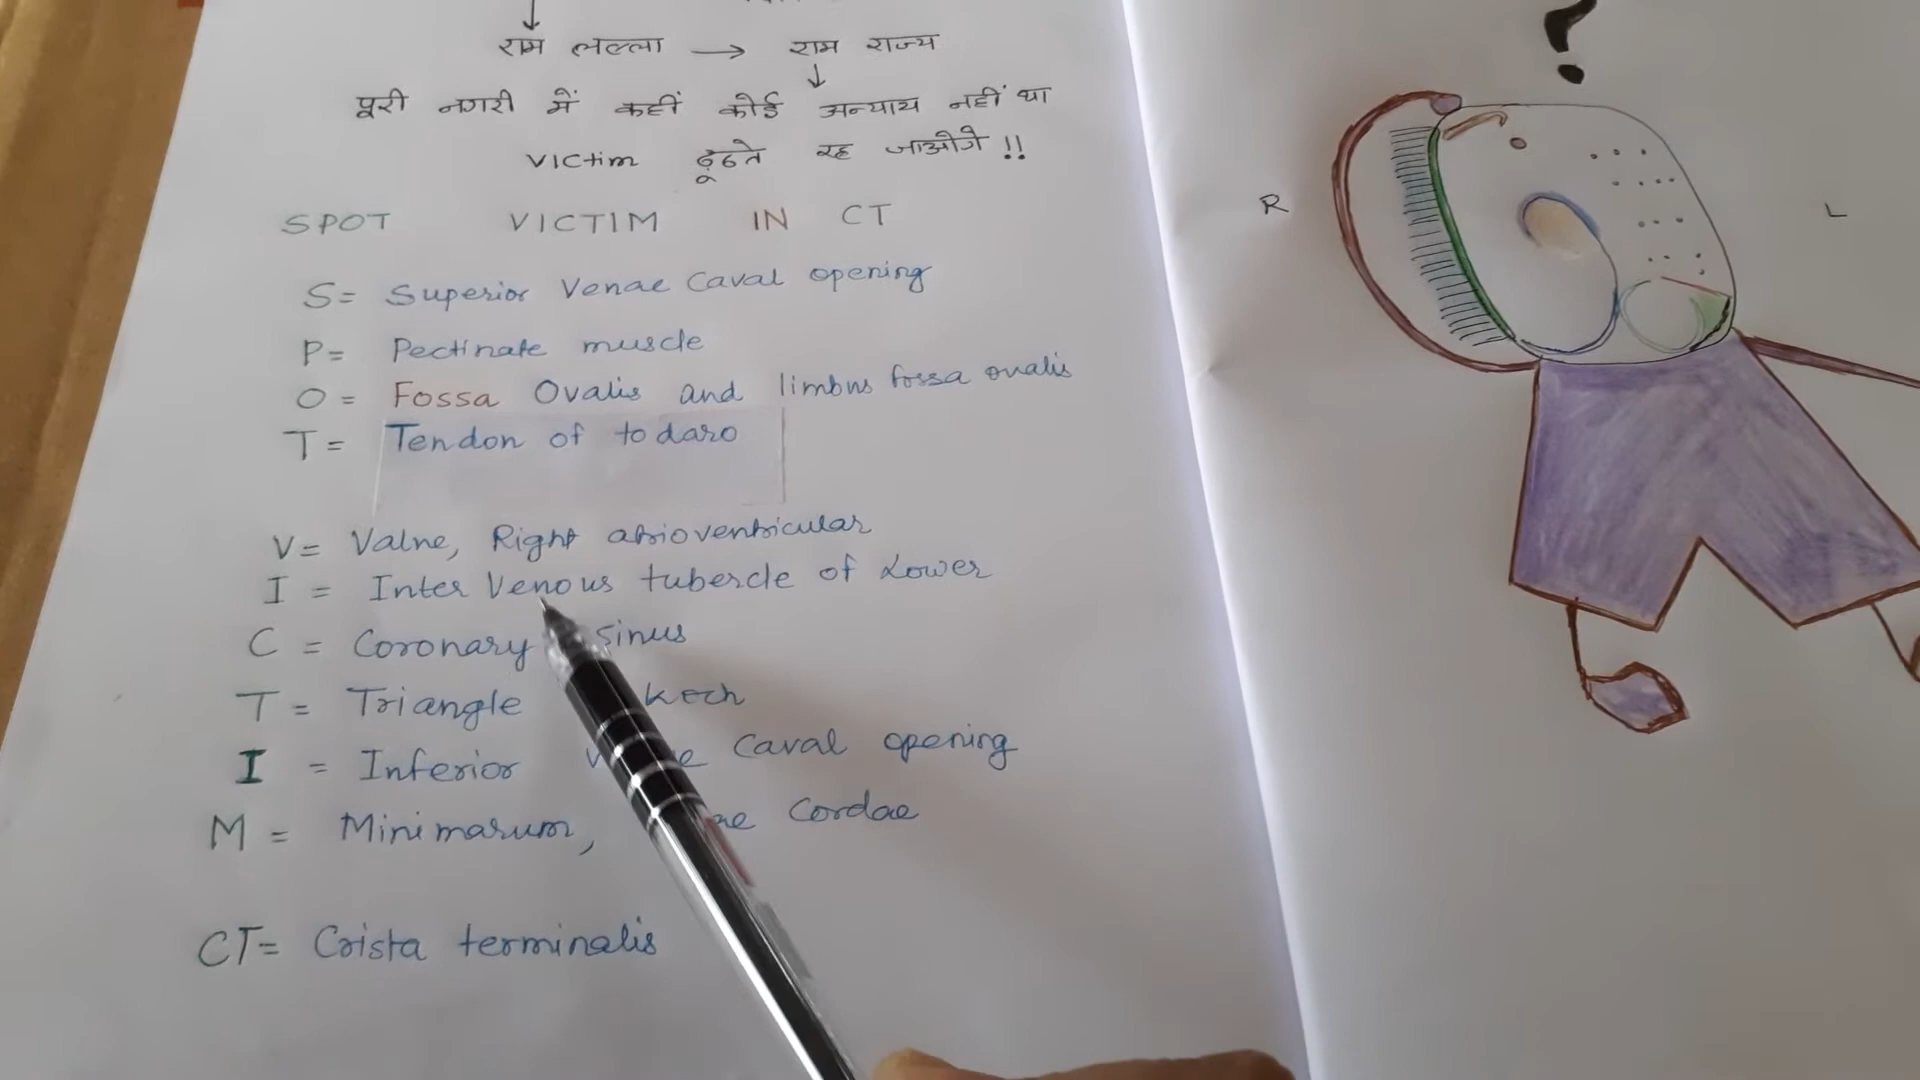 राम लल्ला → राम राज्य
पूरी नगरी में कहीं कोई अन्याय नहीं था
victim ढूढते रह जाओगे !!
SPOT VICTIM IN CT
S= Superior Venae Caval opening
P= Pectinate muscle
O = Fossa Ovalis and limbus fossa ovalis
T = Tendon of todaro
V= Valve, Right atrioventricular
I = Inter Venous tubercle of Lower
C = Coronary sinus
T = Triangle Koch
I = Inferior Caval opening
M = Minimarum, Cordae
CT= Crista terminalis
?
R
L